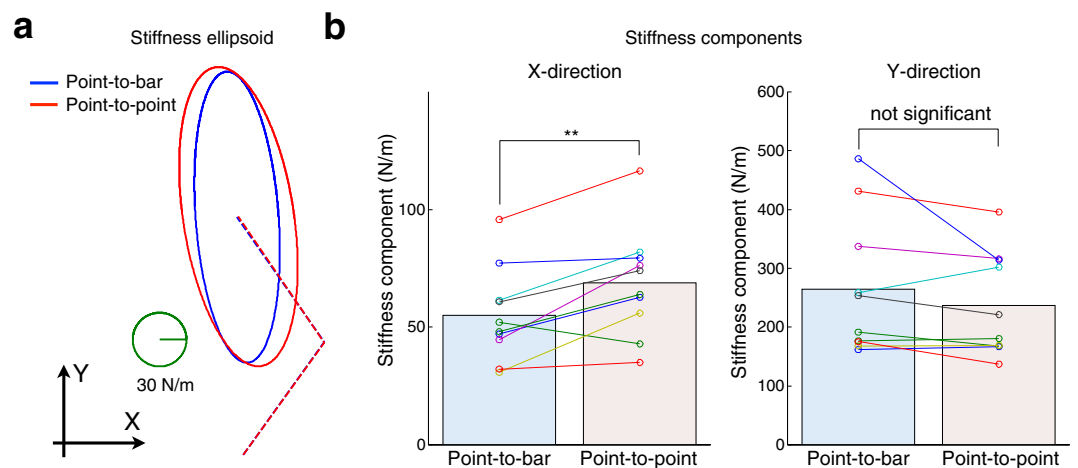 a
Stiffness ellipsoid
Point-to-bar
Point-to-point
30 N/m
Y
X
b
Stiffness components
X-direction
**
Stiffness component (N/m)
100
50
0
Point-to-bar
Point-to-point
Y-direction
not significant
Stiffness component (N/m)
600
500
400
300
200
100
0
Point-to-bar
Point-to-point